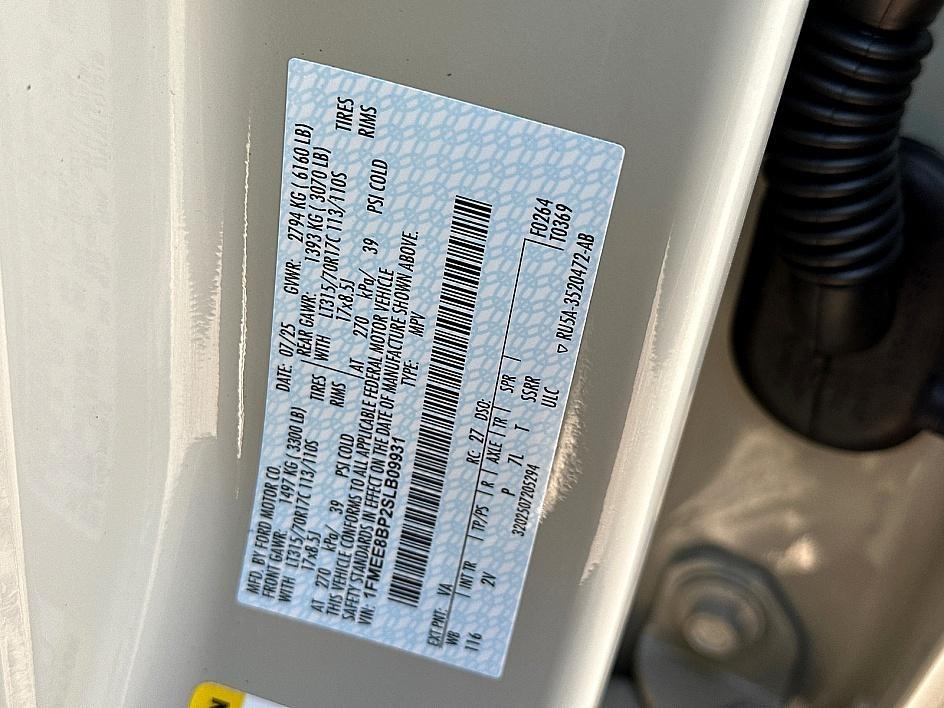 MFD. BY FORD MOTOR CO.
DATE: 07/25 GVWR: 2794 KG ( 6160 LB)
FRONT GAWR: 1497 KG ( 3300 LB)
REAR GAWR: 1393 KG ( 3070 LB)
WITH LT315/70R17C 113/110S TIRES
WITH LT315/70R17C 113/110S TIRES
17x8.5J RIMS
17x8.5J RIMS
AT 270 kPa/ 39 PSI COLD
AT 270 kPa/ 39 PSI COLD
THIS VEHICLE CONFORMS TO ALL APPLICABLE FEDERAL MOTOR VEHICLE
SAFETY STANDARDS IN EFFECT ON THE DATE OF MANUFACTURE SHOWN ABOVE.
VIN: 1FMEE8BP2SLB09931
TYPE: MPV
EXT PNT: VA RC: 27 DSO:
WB INT TR TP/PS R AXLE TR SPR
116 2V P 7L T SSRR
F0264
T0369
3202507205294 ULC
▽ RU5A-3520472-AB